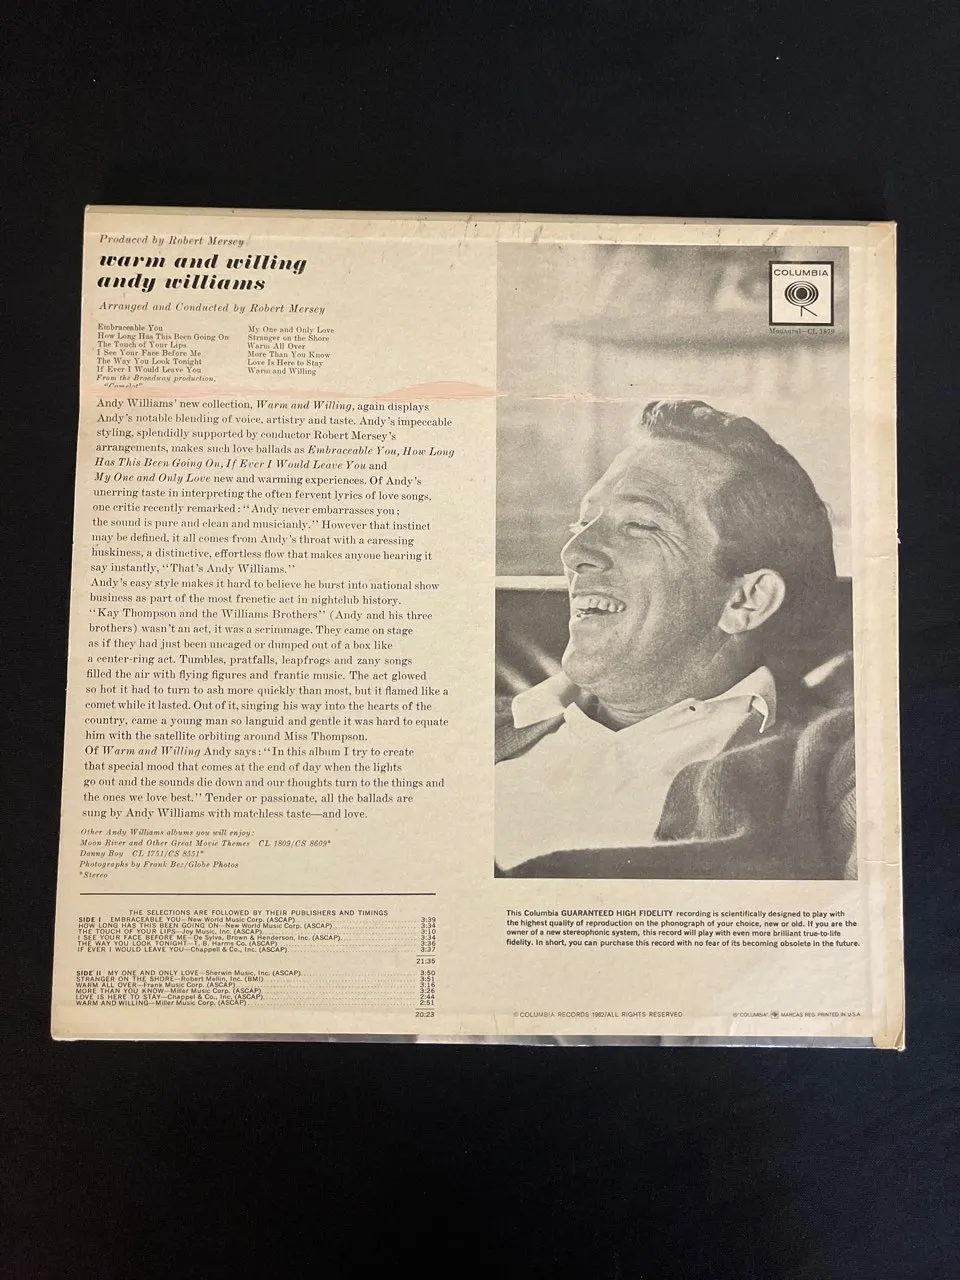 Produced by Robert Mersey
warm and willing
andy williams
Arranged and Conducted by Robert Mersey
Embraceable You
How Long Has This Been Going On
The Touch of Your Lips
I See Your Face Before Me
The Way You Look Tonight
If Ever I Would Leave You
From the Broadway production,
"Camelot"
My One and Only Love
Stranger on the Shore
Warm All Over
More Than You Know
Love Is Here to Stay
Warm and Willing
Andy Williams' new collection, Warm and Willing, again displays
Andy's notable blending of voice, artistry and taste. Andy's impeccable
styling, splendidly supported by conductor Robert Mersey's
arrangements, makes such love ballads as Embraceable You, How Long
Has This Been Going On, If Ever I Would Leave You and
My One and Only Love new and warming experiences. Of Andy's
unerring taste in interpreting the often fervent lyrics of love songs,
one critic recently remarked: "Andy never embarrasses you;
the sound is pure and clean and musicianly." However that instinct
may be defined, it all comes from Andy's throat with a caressing
huskiness, a distinctive, effortless flow that makes anyone hearing it
say instantly, "That's Andy Williams."
Andy's easy style makes it hard to believe he burst into national show
business as part of the most frenetic act in nightclub history.
"Kay Thompson and the Williams Brothers" (Andy and his three
brothers) wasn't an act, it was a scrimmage. They came on stage
as if they had just been uncaged or dumped out of a box like
a center-ring act. Tumbles, pratfalls, leapfrogs and zany songs
filled the air with flying figures and frantic music. The act glowed
so hot it had to turn to ash more quickly than most, but it flamed like a
comet while it lasted. Out of it, singing his way into the hearts of the
country, came a young man so languid and gentle it was hard to equate
him with the satellite orbiting around Miss Thompson.
Of Warm and Willing Andy says: "In this album I try to create
that special mood that comes at the end of day when the lights
go out and the sounds die down and our thoughts turn to the things and
the ones we love best." Tender or passionate, all the ballads are
sung by Andy Williams with matchless taste—and love.
Other Andy Williams albums you will enjoy:
Moon River and Other Great Movie Themes CL 1809/CS 8609*
Danny Boy CL 1751/CS 8551*
Photographs by Frank Bez/Globe Photos
*Stereo
THE SELECTIONS ARE FOLLOWED BY THEIR PUBLISHERS AND TIMINGS
SIDE I EMBRACEABLE YOU—New World Music Corp. (ASCAP) 3:39
HOW LONG HAS THIS BEEN GOING ON—New World Music Corp. (ASCAP) 3:34
THE TOUCH OF YOUR LIPS—Joy Music, Inc. (ASCAP) 3:10
I SEE YOUR FACE BEFORE ME—De Sylva, Brown & Henderson, Inc. (ASCAP) 3:34
THE WAY YOU LOOK TONIGHT—T. B. Harms Co. (ASCAP) 3:36
IF EVER I WOULD LEAVE YOU—Chappell & Co., Inc. (ASCAP) 3:37
21:35
SIDE II MY ONE AND ONLY LOVE—Sherwin Music, Inc. (ASCAP) 3:50
STRANGER ON THE SHORE—Robert Mellin, Inc. (BMI) 3:51
WARM ALL OVER—Frank Music Corp. (ASCAP) 3:16
MORE THAN YOU KNOW—Miller Music Corp. (ASCAP) 3:26
LOVE IS HERE TO STAY—Chappel & Co., Inc. (ASCAP) 2:44
WARM AND WILLING—Miller Music Corp. (ASCAP) 2:51
20:23
COLUMBIA
Monaural—CL 1879
This Columbia GUARANTEED HIGH FIDELITY recording is scientifically designed to play with
the highest quality of reproduction on the phonograph of your choice, new or old. If you are the
owner of a new stereophonic system, this record will play with even more brilliant true-to-life
fidelity. In short, you can purchase this record with no fear of its becoming obsolete in the future.
© COLUMBIA RECORDS 1962/ALL RIGHTS RESERVED
® "COLUMBIA" MARCAS REG. PRINTED IN U.S.A.